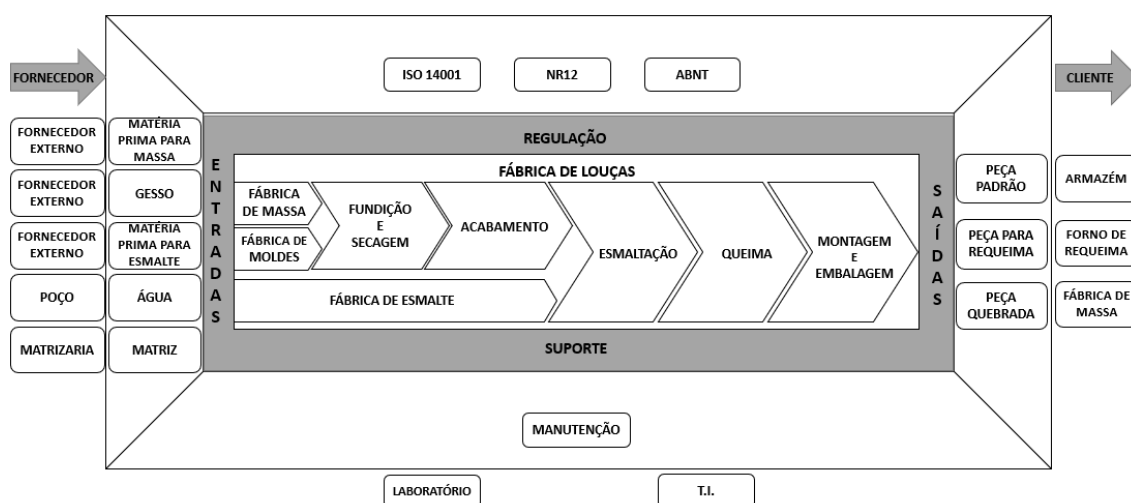 ISO 14001
NR12
ABNT
FORNECEDOR
CLIENTE
FORNECEDOR
EXTERNO
MATÉRIA
PRIMA PARA
MASSA
FORNECEDOR
EXTERNO
GESSO
FORNECEDOR
EXTERNO
MATÉRIA
PRIMA PARA
ESMALTE
POÇO
ÁGUA
MATRIZARIA
MATRIZ
ENTRADAS
REGULAÇÃO
FÁBRICA DE LOUÇAS
FÁBRICA
DE MASSA
FÁBRICA DE
MOLDES
FUNDIÇÃO
E
SECAGEM
ACABAMENTO
ESMALTAÇÃO
QUEIMA
MONTAGEM
E
EMBALAGEM
FÁBRICA DE ESMALTE
SUPORTE
SAÍDAS
PEÇA
PADRÃO
ARMAZÉM
PEÇA PARA
REQUEIMA
FORNO DE
REQUEIMA
PEÇA
QUEBRADA
FÁBRICA DE
MASSA
MANUTENÇÃO
LABORATÓRIO
T.I.